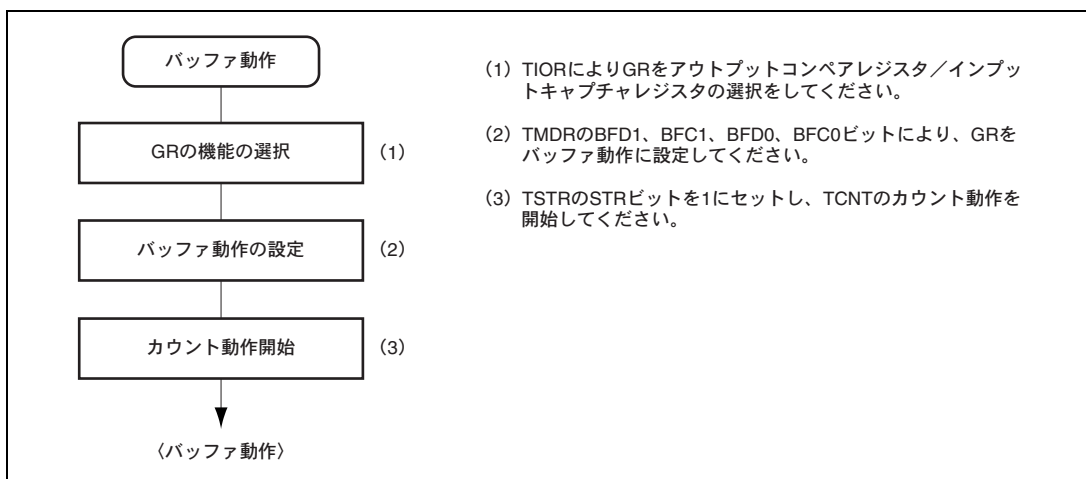 バッファ動作
GRの機能の選択
(1)
バッファ動作の設定
(2)
カウント動作開始
(3)
〈バッファ動作〉
(1) TIORによりGRをアウトプットコンペアレジスタ／インプッ
トキャプチャレジスタの選択をしてください。
(2) TMDRのBFD1、BFC1、BFD0、BFC0ビットにより、GRを
バッファ動作に設定してください。
(3) TSTRのSTRビットを1にセットし、TCNTのカウント動作を
開始してください。